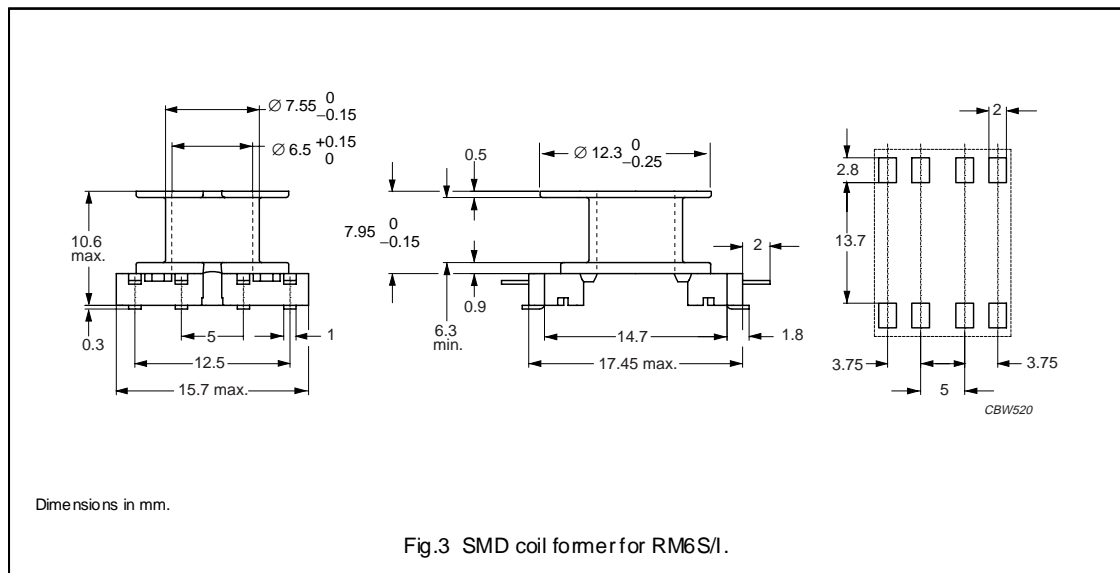 ∅ 7.55 0
−0.15
∅ 6.5 +0.15
0
10.6
max.
0.3
5
1
12.5
15.7 max.
0.5
∅ 12.3 0
−0.25
7.95 0
−0.15
2
0.9
6.3
min.
14.7
1.8
17.45 max.
2
2.8
13.7
3.75
3.75
5
CBW520
Dimensions in mm.
Fig.3 SMD coil former for RM6S/I.